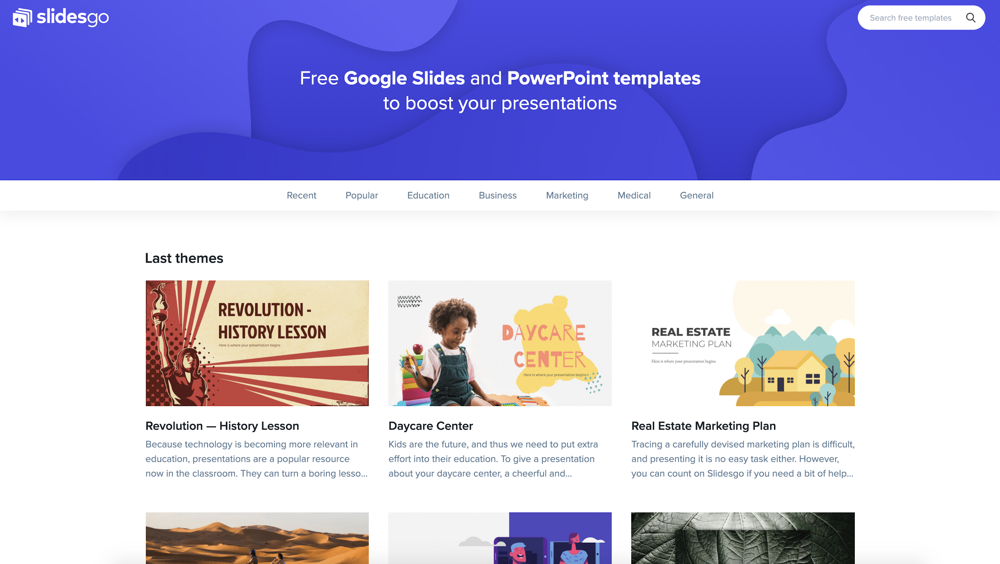 slidesgo
Search free templates
Free Google Slides and PowerPoint templates
to boost your presentations
Recent
Popular
Education
Business
Marketing
Medical
General
Last themes
REVOLUTION -
HISTORY LESSON
Here is where your presentation begins
DAYCARE
CENTER
Here is where your presentation begins
REAL ESTATE
MARKETING PLAN
Here is where your presentation begins
Revolution — History Lesson
Because technology is becoming more relevant in
education, presentations are a popular resource
now in the classroom. They can turn a boring lesso...
Daycare Center
Kids are the future, and thus we need to put extra
effort into their education. To give a presentation
about your daycare center, a cheerful and...
Real Estate Marketing Plan
Tracing a carefully devised marketing plan is difficult,
and presenting it is no easy task either. However,
you can count on Slidesgo if you need a bit of help...